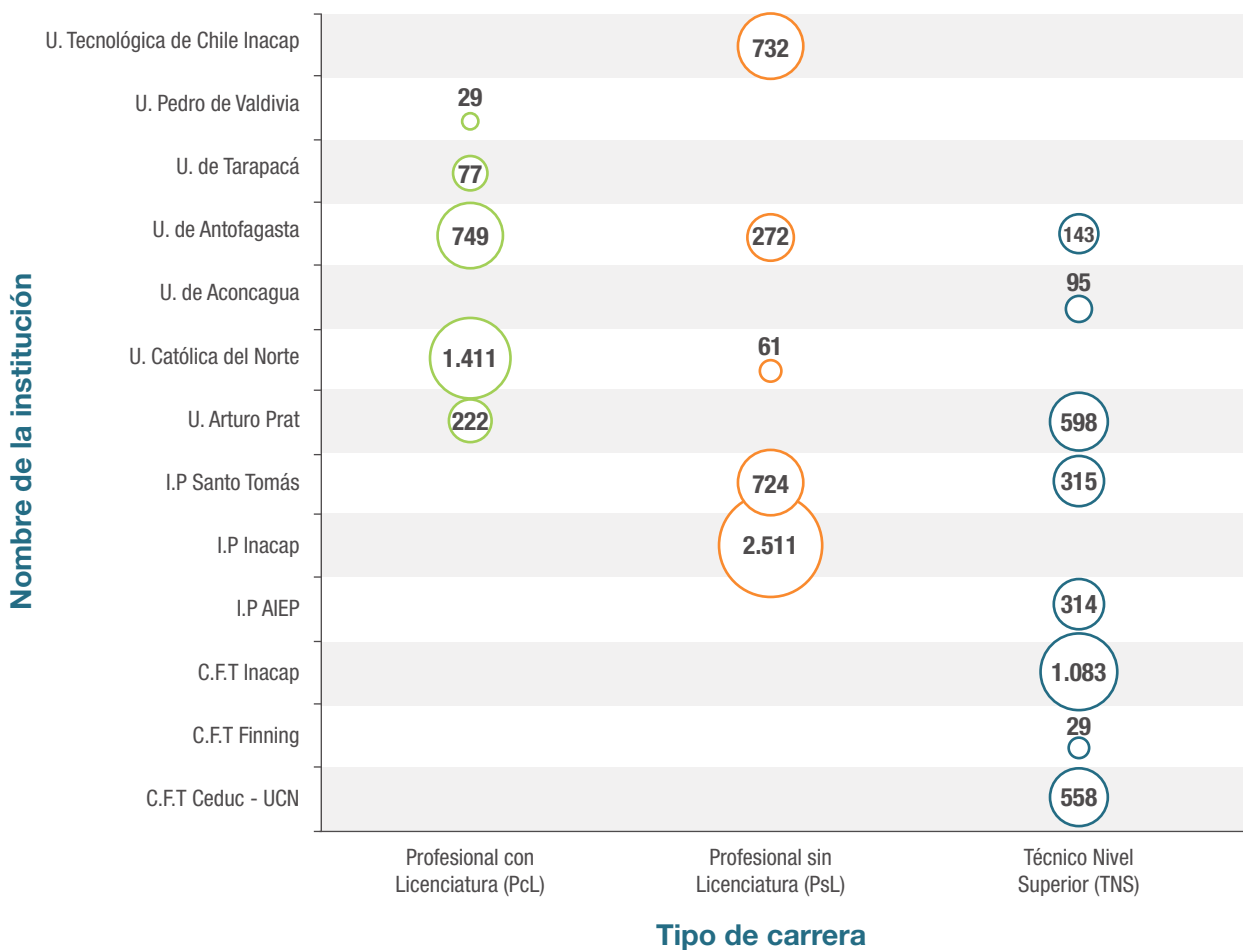 U. Tecnológica de Chile Inacap
732
U. Pedro de Valdivia
29
U. de Tarapacá
77
U. de Antofagasta
749
272
143
U. de Aconcagua
95
U. Católica del Norte
1.411
61
U. Arturo Prat
222
598
I.P Santo Tomás
724
315
I.P Inacap
2.511
I.P AIEP
314
C.F.T Inacap
1.083
C.F.T Finning
29
C.F.T Ceduc - UCN
558
Nombre de la institución
Profesional con
Licenciatura (PcL)
Profesional sin
Licenciatura (PsL)
Técnico Nivel
Superior (TNS)
Tipo de carrera